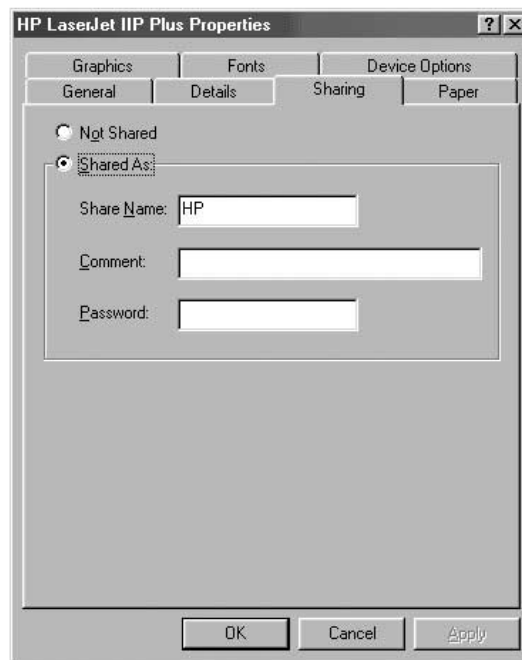 HP LaserJet IIP Plus Properties ? ×
Graphics Fonts Device Options
General Details Sharing Paper
Not Shared
Shared As:
Share Name: HP
Comment:
Password:
OK Cancel Apply